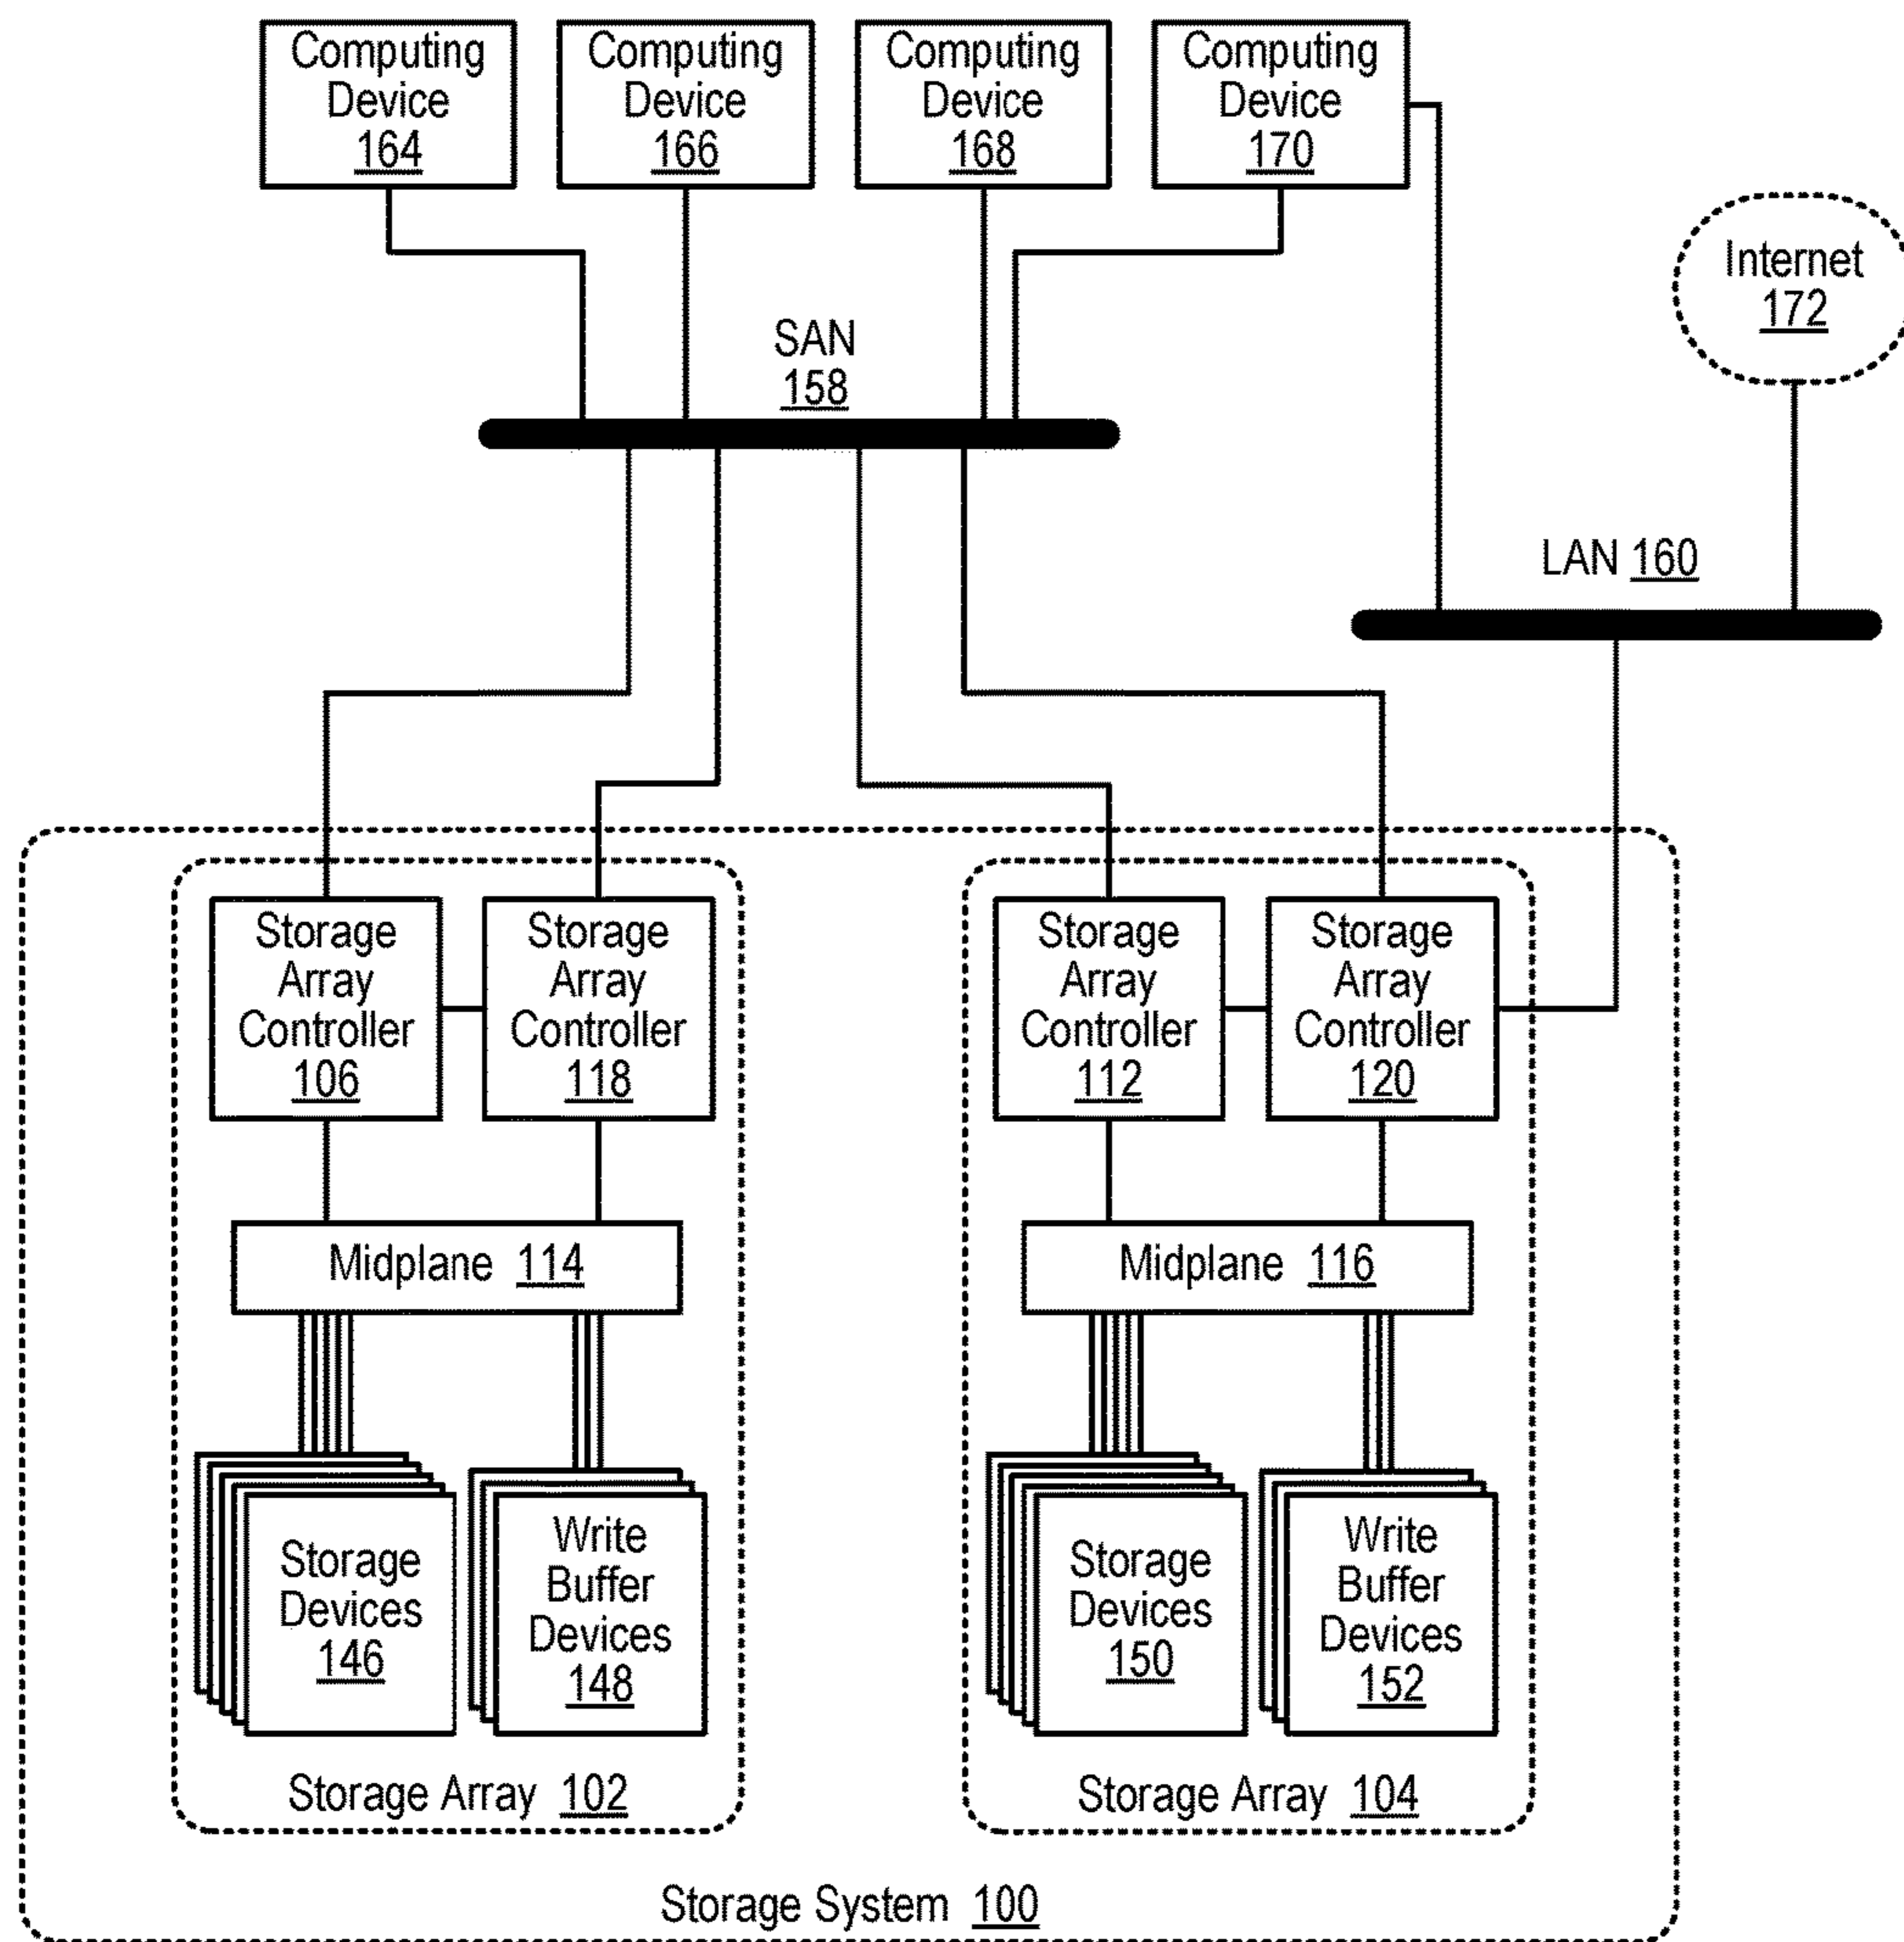 Computing
Device
164
Computing
Device
166
Computing
Device
168
Computing
Device
170
Internet
172
SAN
158
LAN 160
Storage
Array
Controller
106
Storage
Array
Controller
118
Storage
Array
Controller
112
Storage
Array
Controller
120
Midplane 114
Midplane 116
Storage
Devices
146
Write
Buffer
Devices
148
Storage
Devices
150
Write
Buffer
Devices
152
Storage Array 102
Storage Array 104
Storage System 100